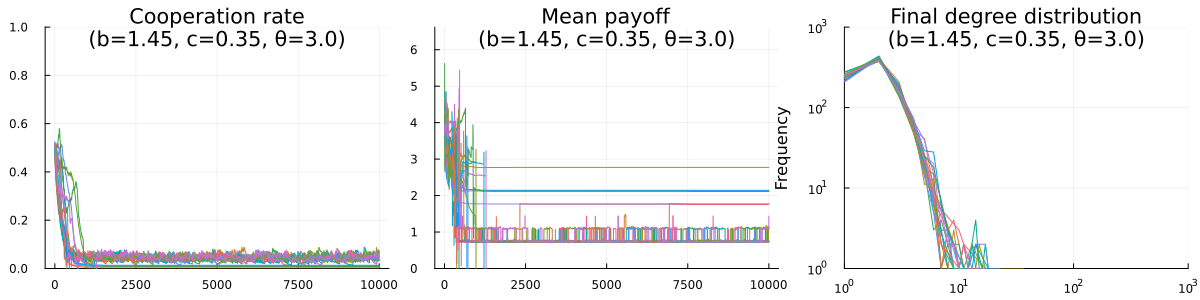 Cooperation rate
(b=1.45, c=0.35, θ=3.0)
1.0
0.8
0.6
0.4
0.2
0.0
0 2500 5000 7500 10000
Mean payoff
(b=1.45, c=0.35, θ=3.0)
6
5
4
3
2
1
0
0 2500 5000 7500 10000
Final degree distribution
(b=1.45, c=0.35, θ=3.0)
Frequency
10³
10²
10¹
10⁰
10⁰ 10¹ 10² 10³